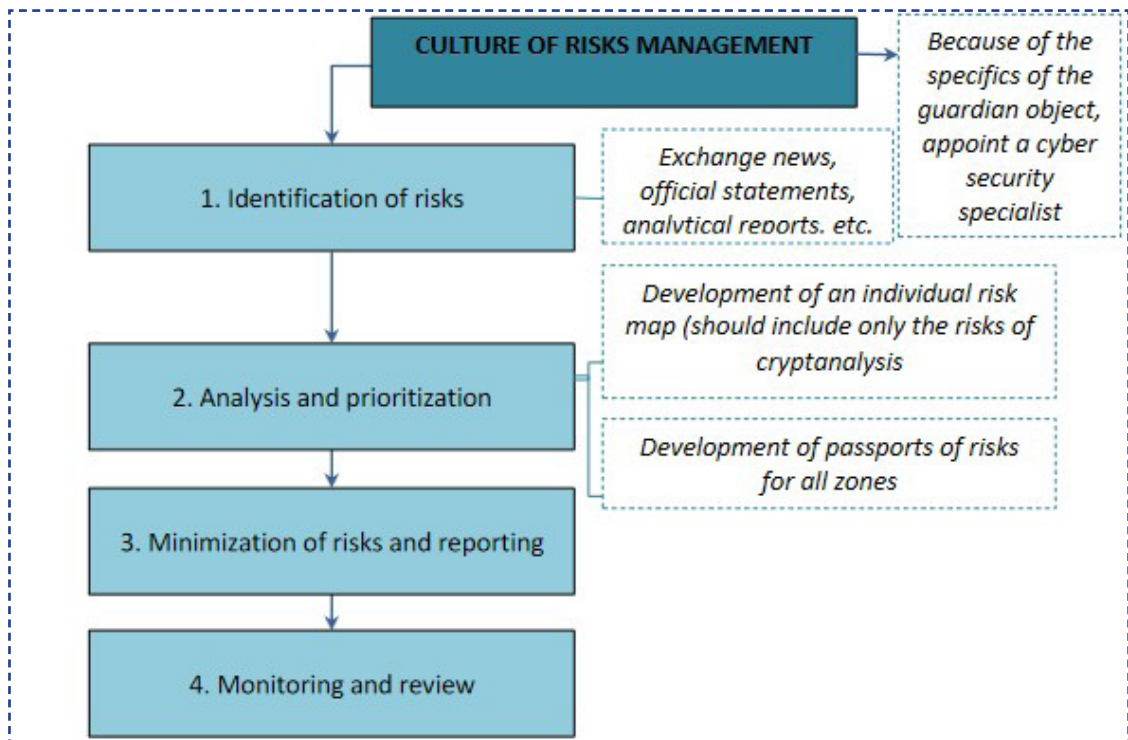 CULTURE OF RISKS MANAGEMENT
Because of the
specifics of the
guardian object,
appoint a cyber
security
specialist
1. Identification of risks
Exchange news,
official statements,
analytical reports, etc.
Development of an individual risk
map (should include only the risks of
cryptanalysis
2. Analysis and prioritization
Development of passports of risks
for all zones
3. Minimization of risks and reporting
4. Monitoring and review